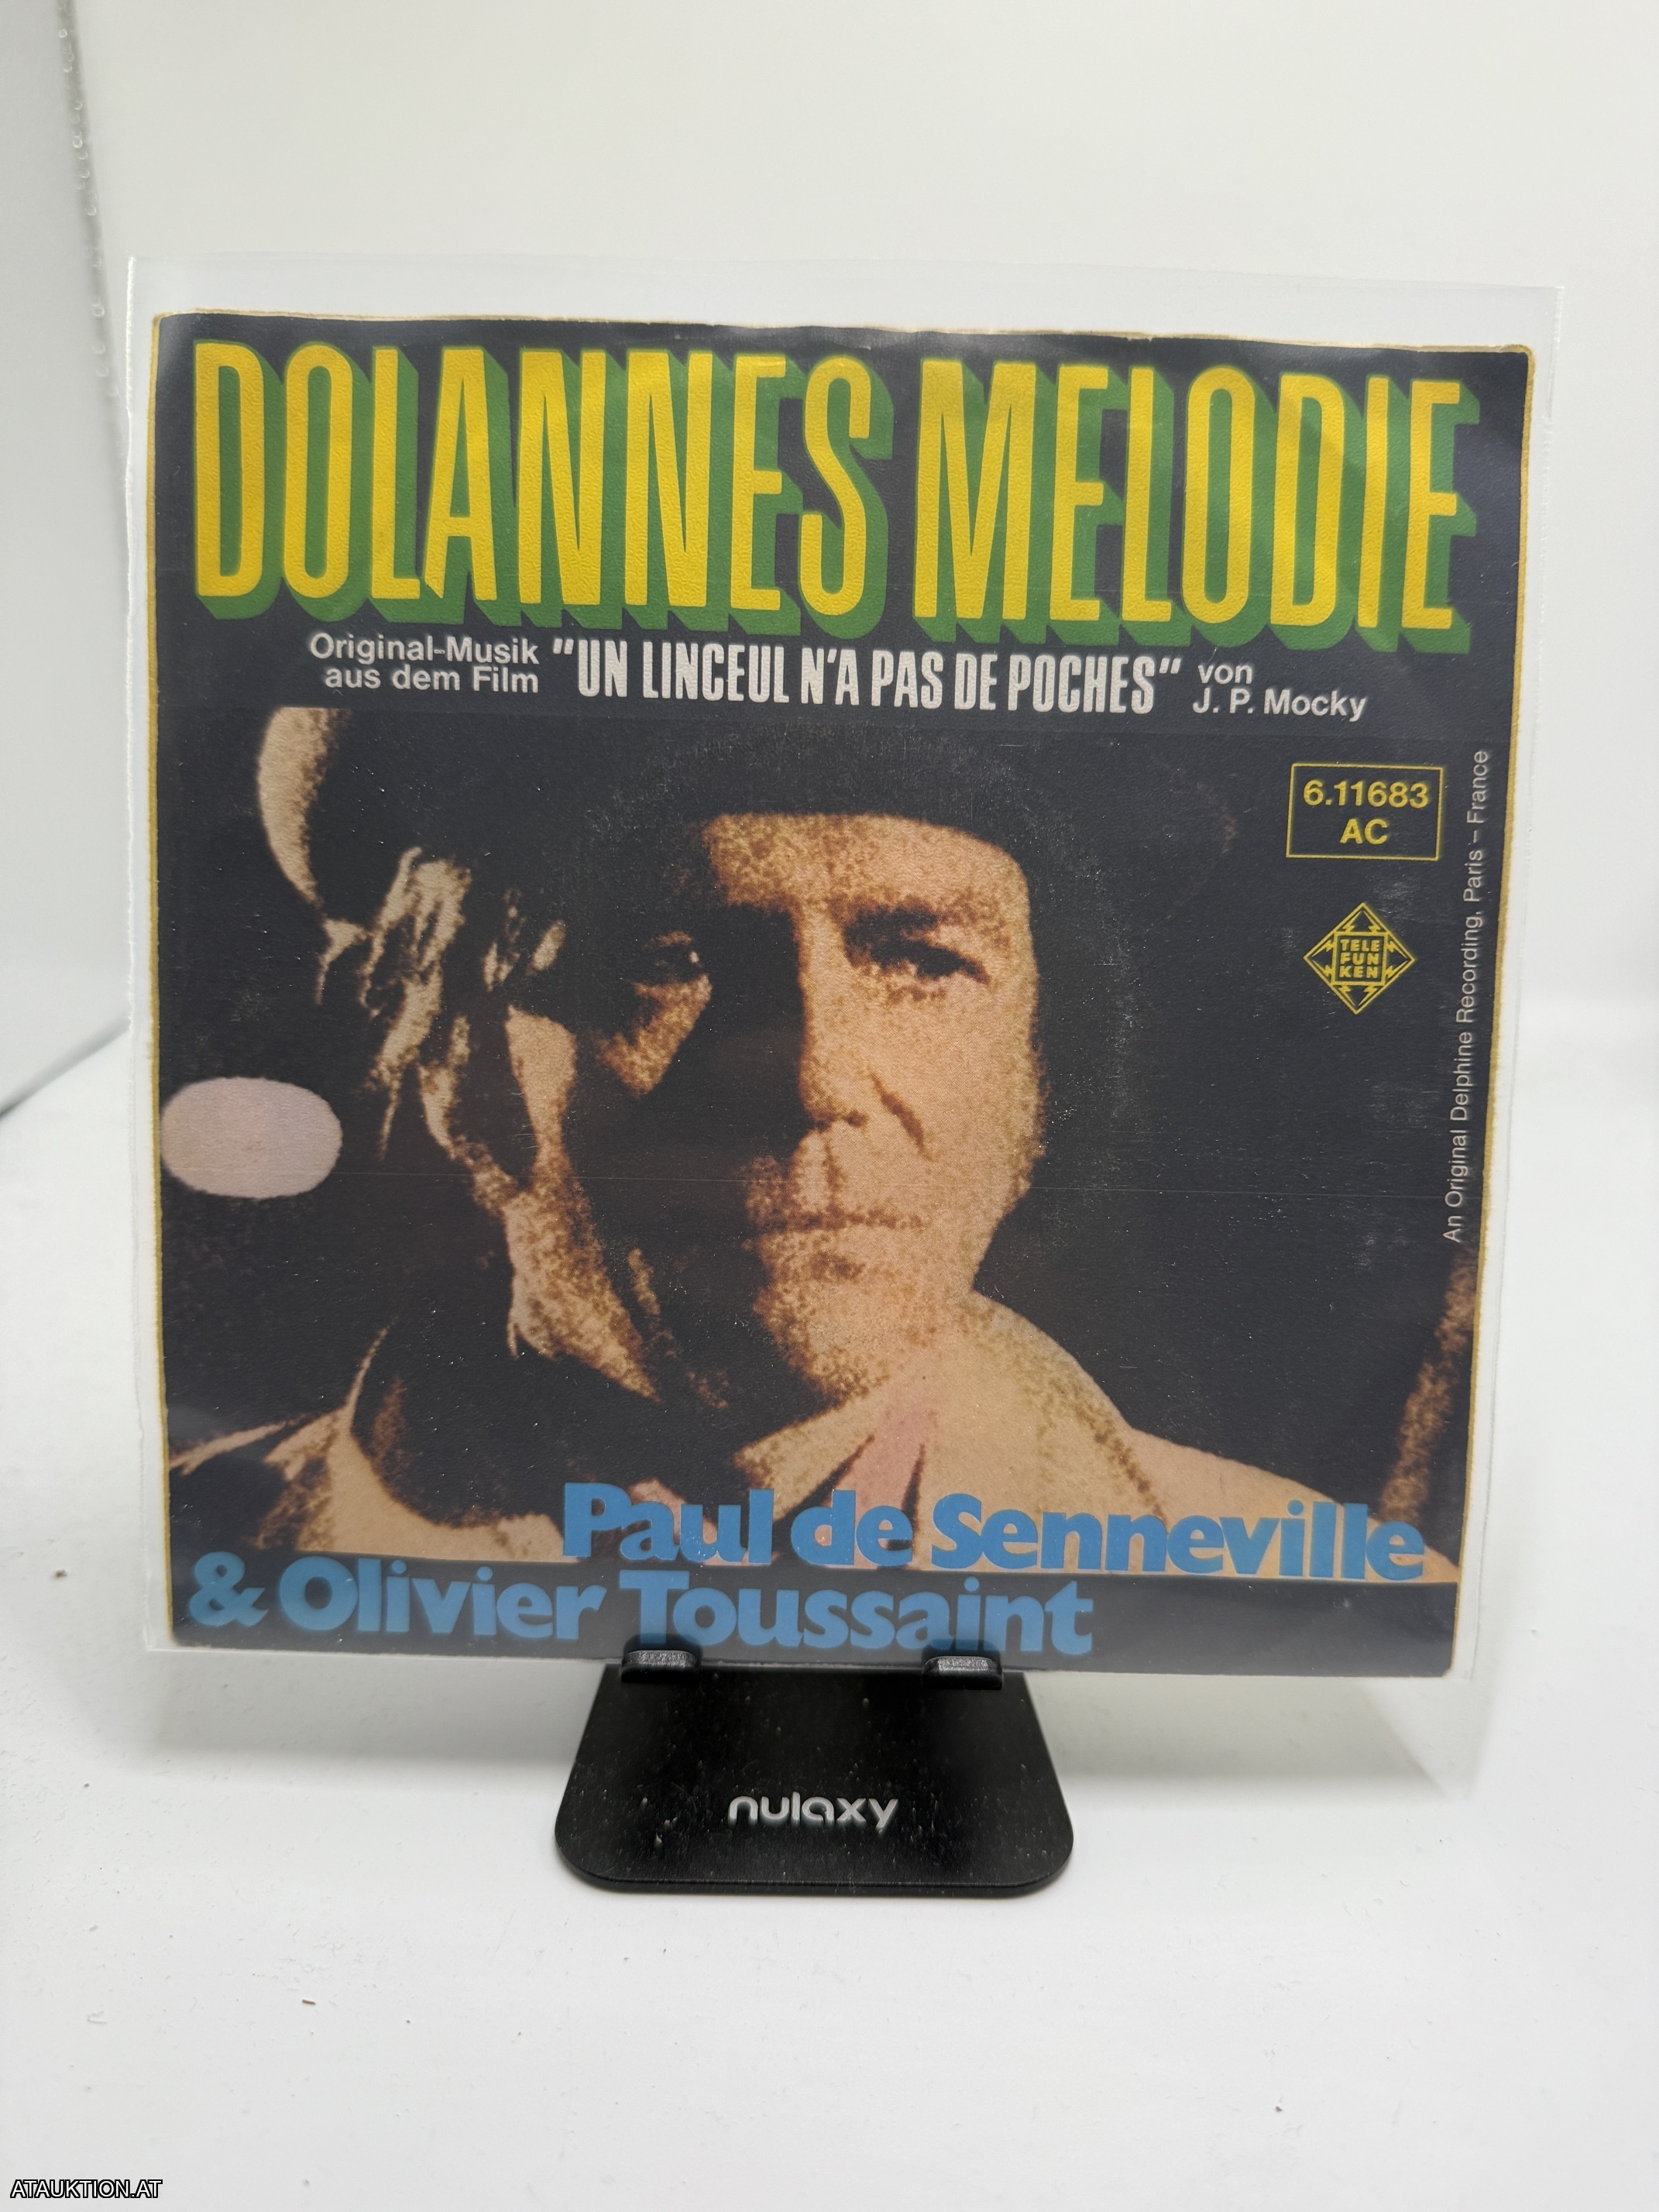 DOLANNES MELODIE
Original-Musik
aus dem Film
"UN LINCEUL N'A PAS DE POCHES"
von
J. P. Mocky
6.11683
AC
TELE
FUN
KEN
An Original Delphine Recording, Paris – France
Paul de Senneville
& Olivier Toussaint
nulaxy
ATAUKTION.AT